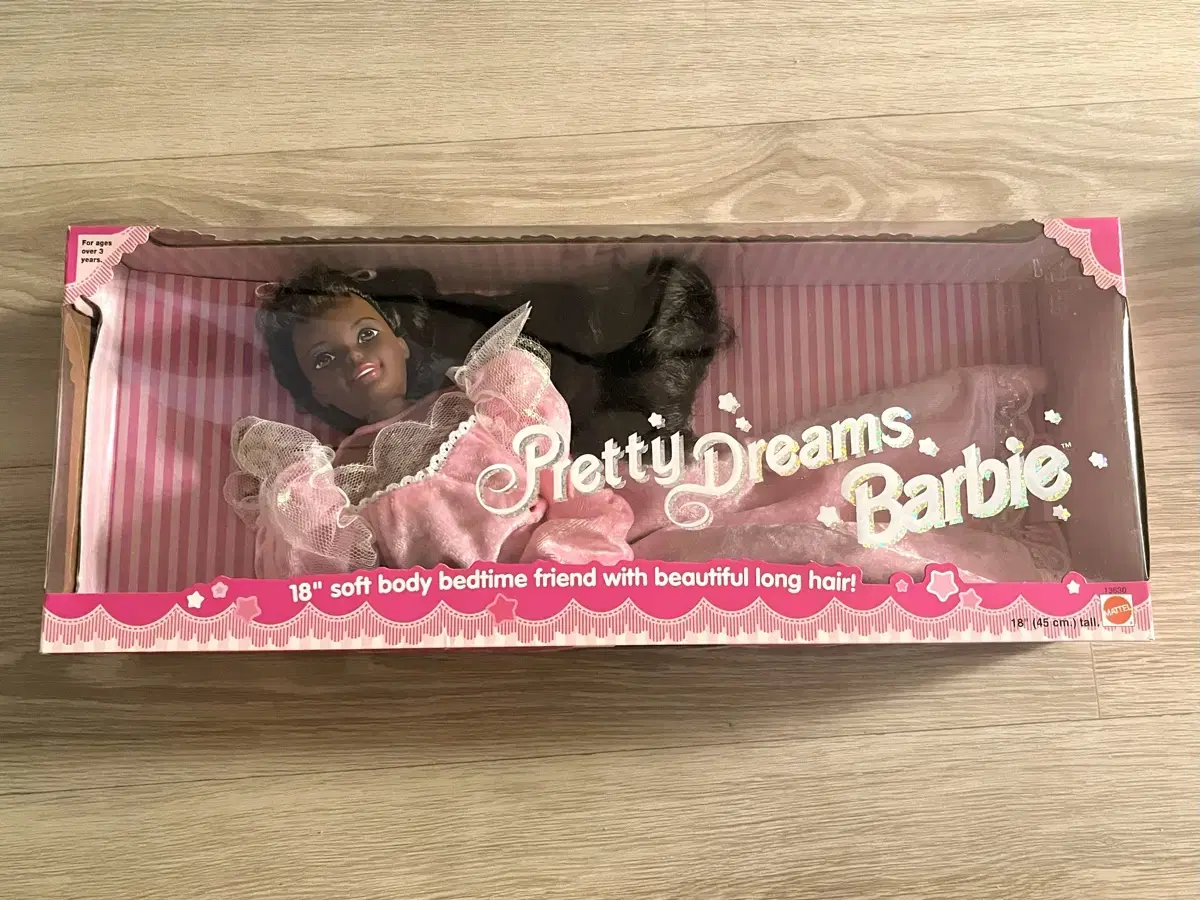 For ages
over 3
years.
Pretty Dreams
Barbie™
18" soft body bedtime friend with beautiful long hair!
13630
MATTEL
18" (45 cm.) tall.